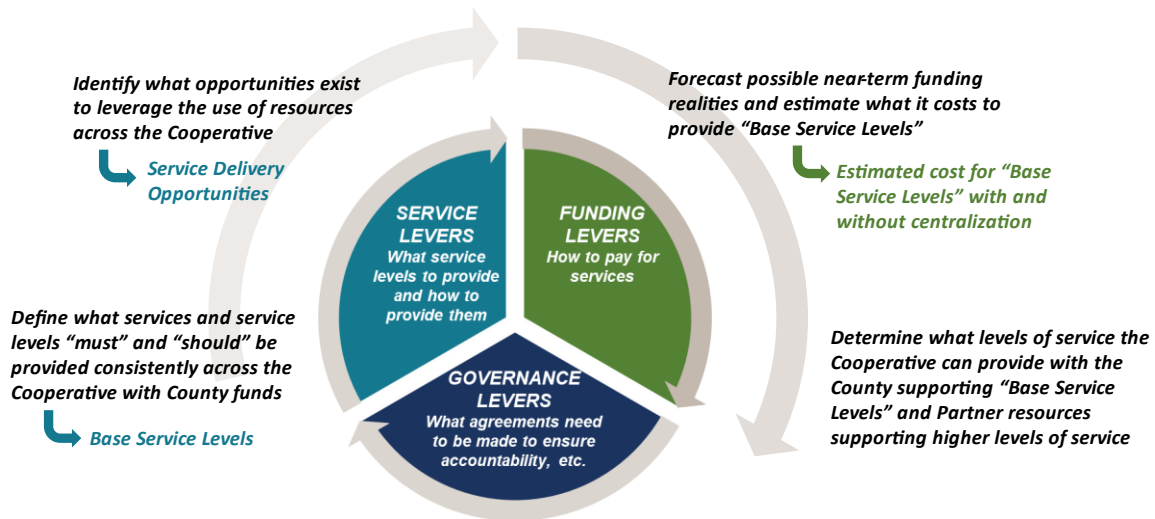 Identify what opportunities exist
to leverage the use of resources
across the Cooperative
Service Delivery
Opportunities
Define what services and service
levels “must” and “should” be
provided consistently across the
Cooperative with County funds
Base Service Levels
SERVICE
LEVERS
What service
levels to provide
and how to
provide them
FUNDING
LEVERS
How to pay for
services
GOVERNANCE
LEVERS
What agreements need
to be made to ensure
accountability, etc.
Forecast possible near-term funding
realities and estimate what it costs to
provide “Base Service Levels”
Estimated cost for “Base
Service Levels” with and
without centralization
Determine what levels of service the
Cooperative can provide with the
County supporting “Base Service
Levels” and Partner resources
supporting higher levels of service